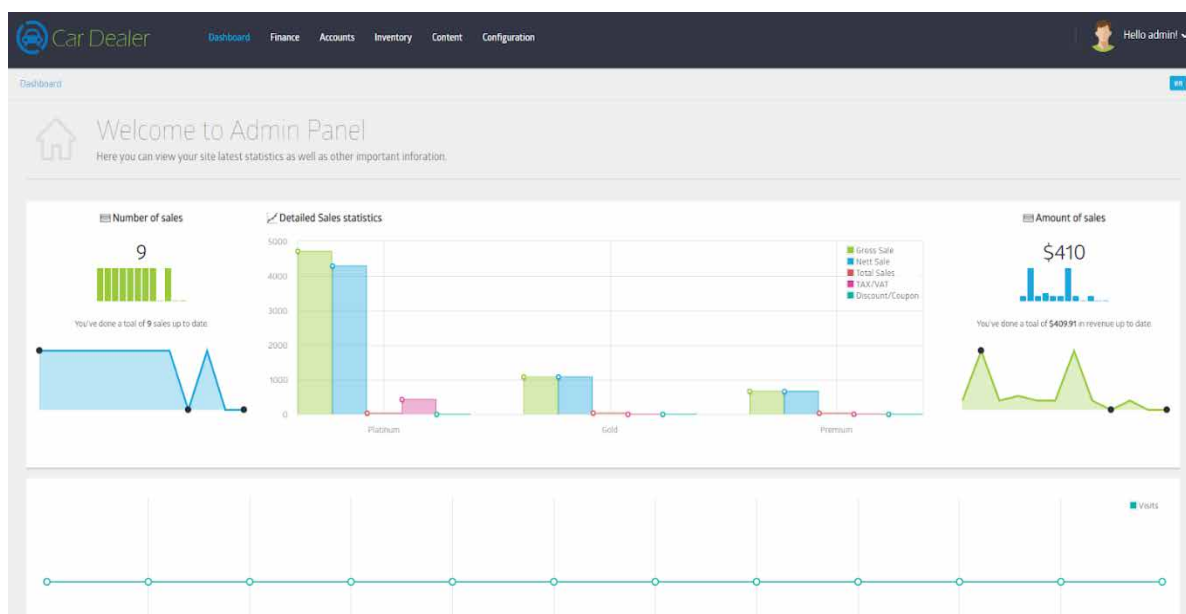 Car Dealer
Dashboard Finance Accounts Inventory Content Configuration
Hello admin!
Dashboard
en
Welcome to Admin Panel
Here you can view your site latest statistics as well as other important inforation.
Number of sales
9
You've done a toal of 9 sales up to date
Detailed Sales statistics
5000
4000
3000
2000
1000
0
Platinum
Gold
Premium
Gross Sale
Nett Sale
Total Sales
TAX/VAT
Discount/Coupon
Amount of sales
$410
You've done a toal of $409.91 in revenue up to date
Visits